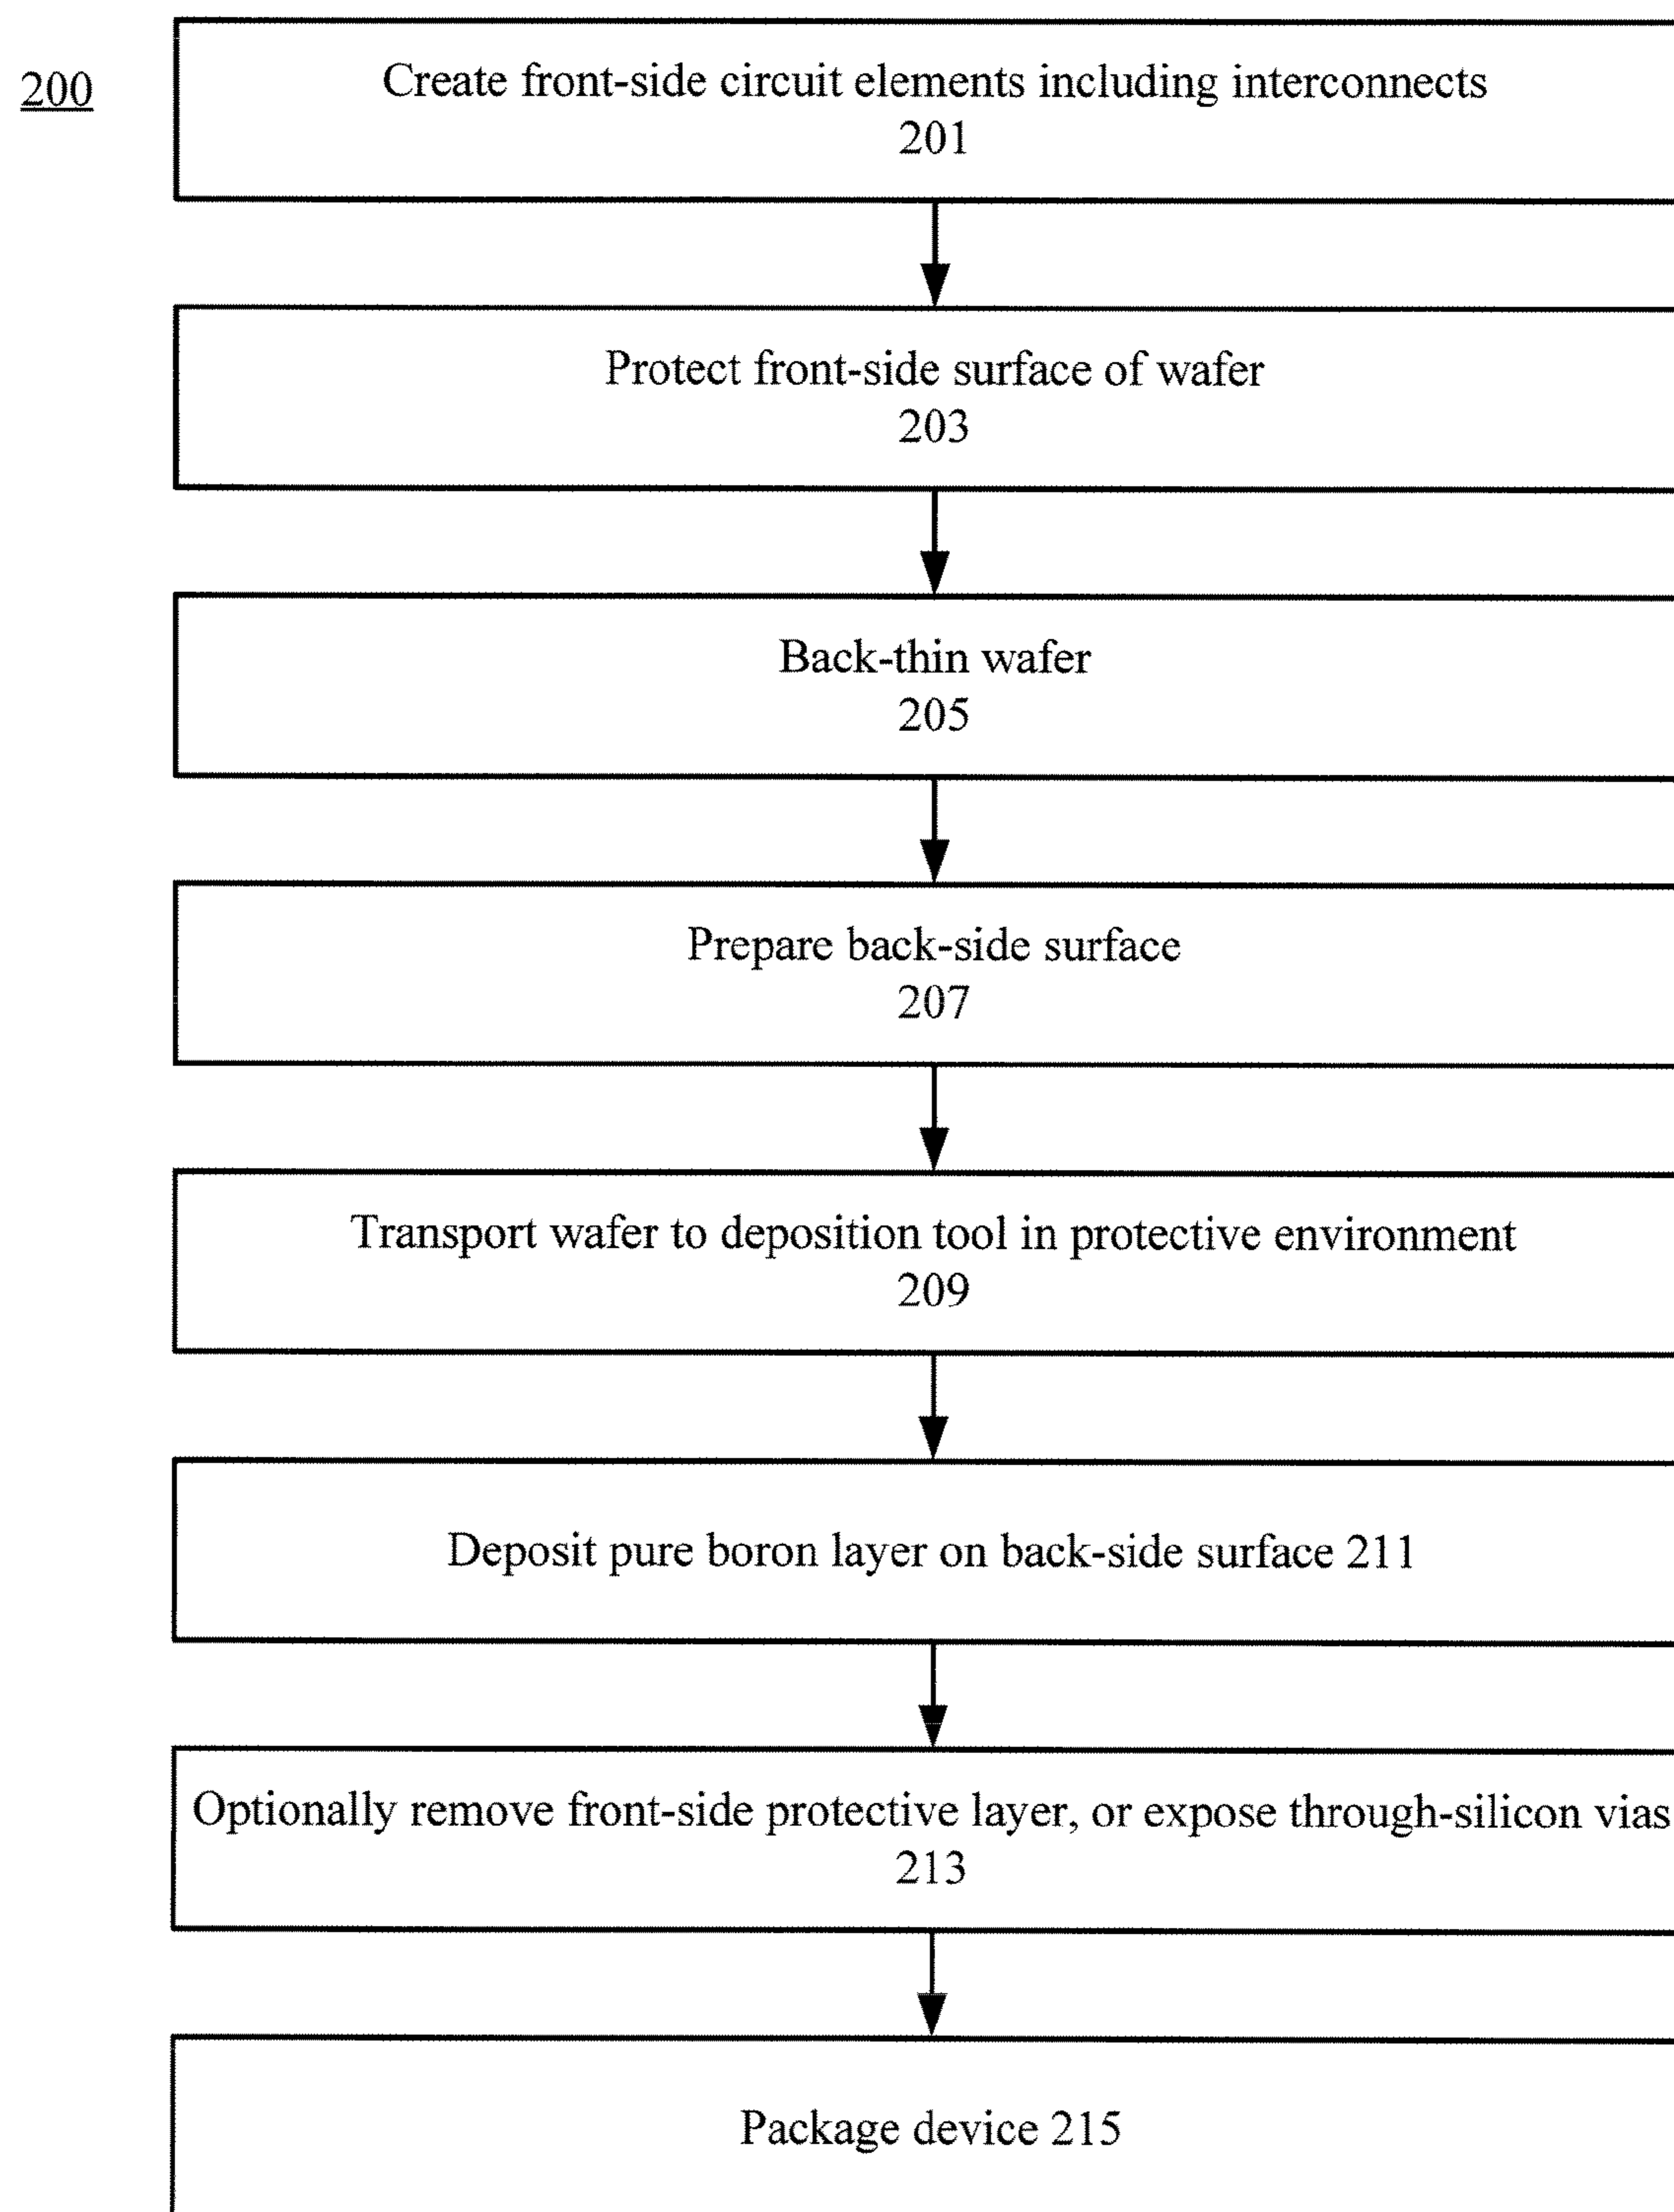 200
Create front-side circuit elements including interconnects
201
Protect front-side surface of wafer
203
Back-thin wafer
205
Prepare back-side surface
207
Transport wafer to deposition tool in protective environment
209
Deposit pure boron layer on back-side surface 211
Optionally remove front-side protective layer, or expose through-silicon vias
213
Package device 215